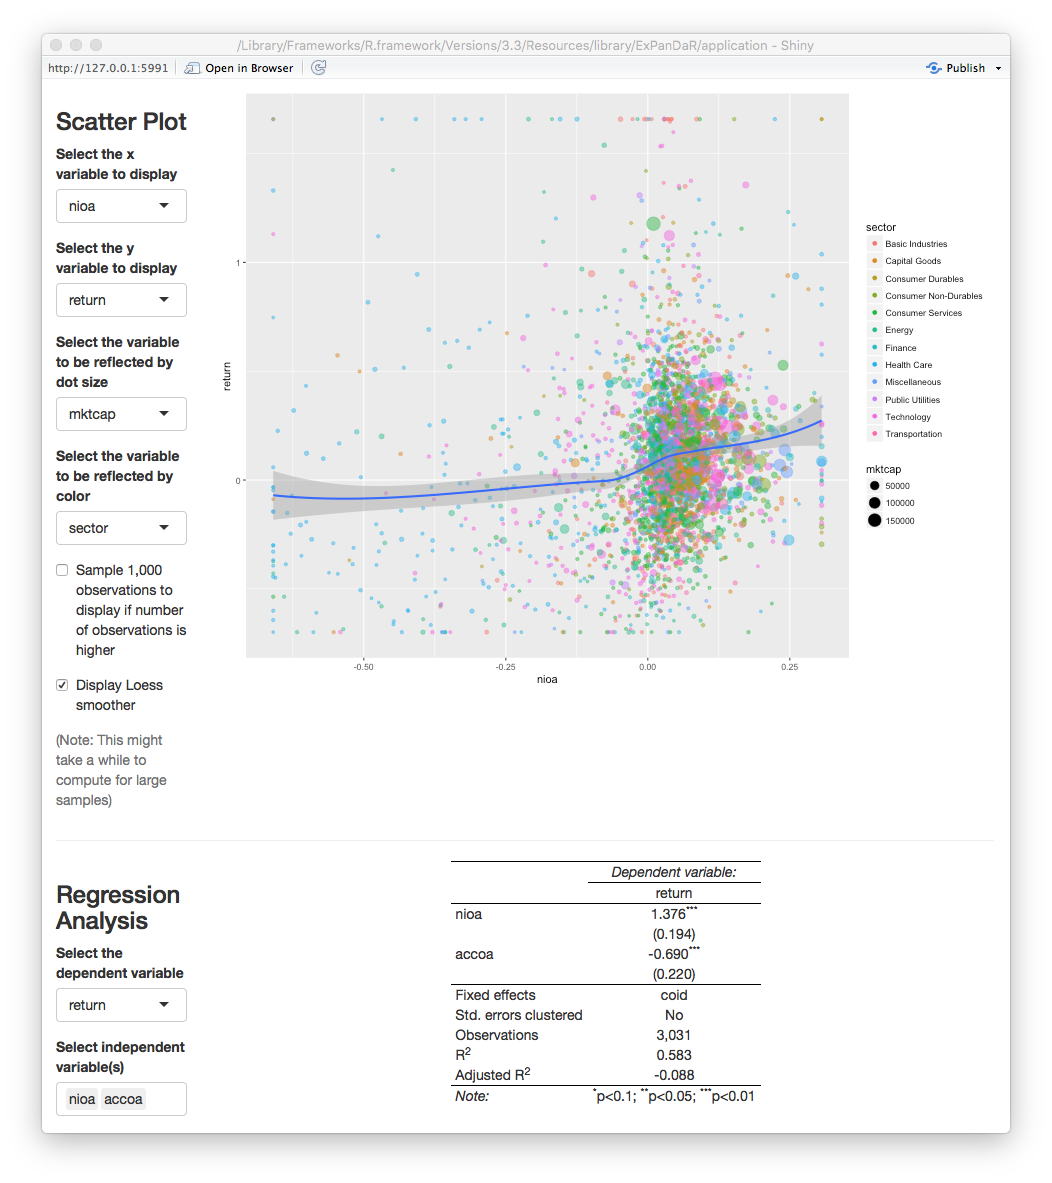 /Library/Frameworks/R.framework/Versions/3.3/Resources/library/ExPanDaR/application - Shiny
http://127.0.0.1:5991
Open in Browser
Publish
Scatter Plot
Select the x
variable to display
nioa
Select the y
variable to display
return
Select the variable
to be reflected by
dot size
mktcap
Select the variable
to be reflected by
color
sector
Sample 1,000
observations to
display if number
of observations is
higher
Display Loess
smoother
(Note: This might
take a while to
compute for large
samples)
return
1
0
-0.50
-0.25
0.00
0.25
nioa
sector
Basic Industries
Capital Goods
Consumer Durables
Consumer Non-Durables
Consumer Services
Energy
Finance
Health Care
Miscellaneous
Public Utilities
Technology
Transportation
mktcap
50000
100000
150000
Regression
Analysis
Select the
dependent variable
return
Select independent
variable(s)
nioa accoa
Dependent variable:
return
nioa 1.376***
(0.194)
accoa -0.690***
(0.220)
Fixed effects coid
Std. errors clustered No
Observations 3,031
R2 0.583
Adjusted R2 -0.088
Note: *p<0.1; **p<0.05; ***p<0.01